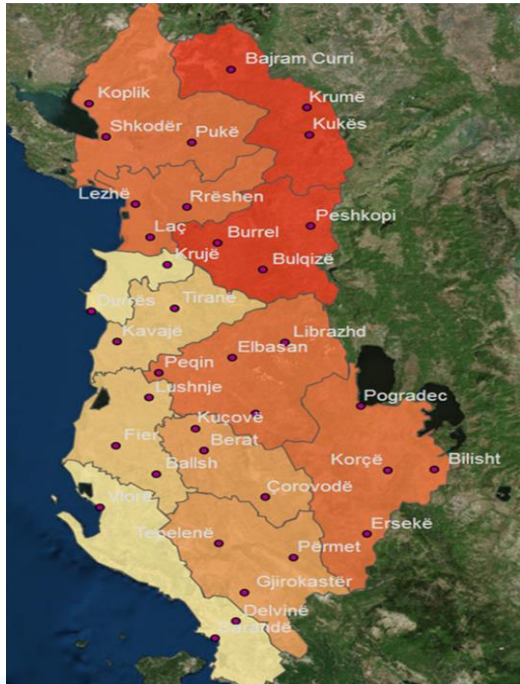 Bajram Curri
Koplik
Krumë
Shkodër
Pukë
Kukës
Lezhë
Rrëshen
Peshkopi
Laç
Burrel
Krujë
Bulqizë
Durrës
Tiranë
Kavajë
Librazhd
Elbasan
Peqin
Lushnje
Pogradec
Kuçovë
Fier
Berat
Ballsh
Korçë
Bilisht
Çorovodë
Vlorë
Tepelenë
Ersekë
Përmet
Gjirokastër
Delvinë
Sarandë